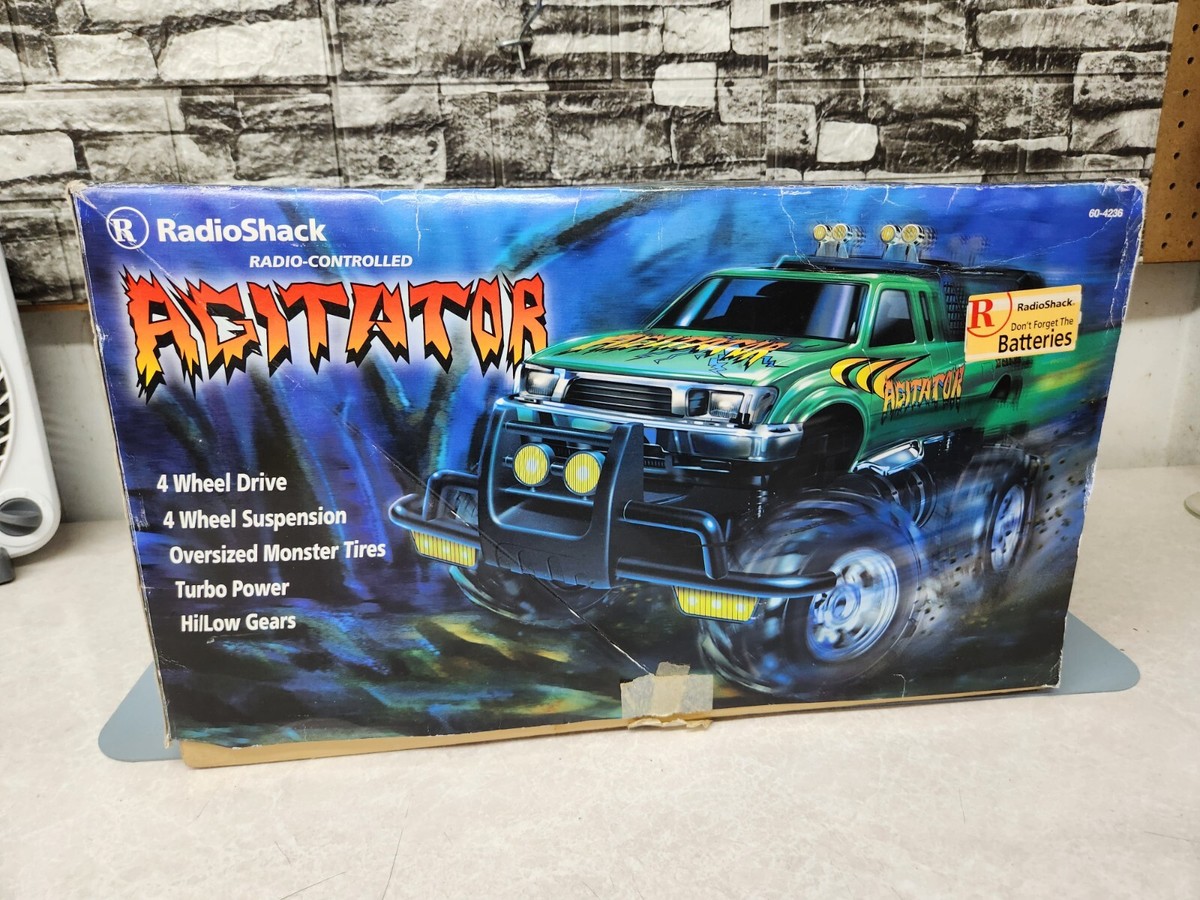 R RadioShack
RADIO-CONTROLLED
AGITATOR
4 Wheel Drive
4 Wheel Suspension
Oversized Monster Tires
Turbo Power
Hi/Low Gears
60-4236
R RadioShack
Don't Forget The
Batteries
AGITATOR